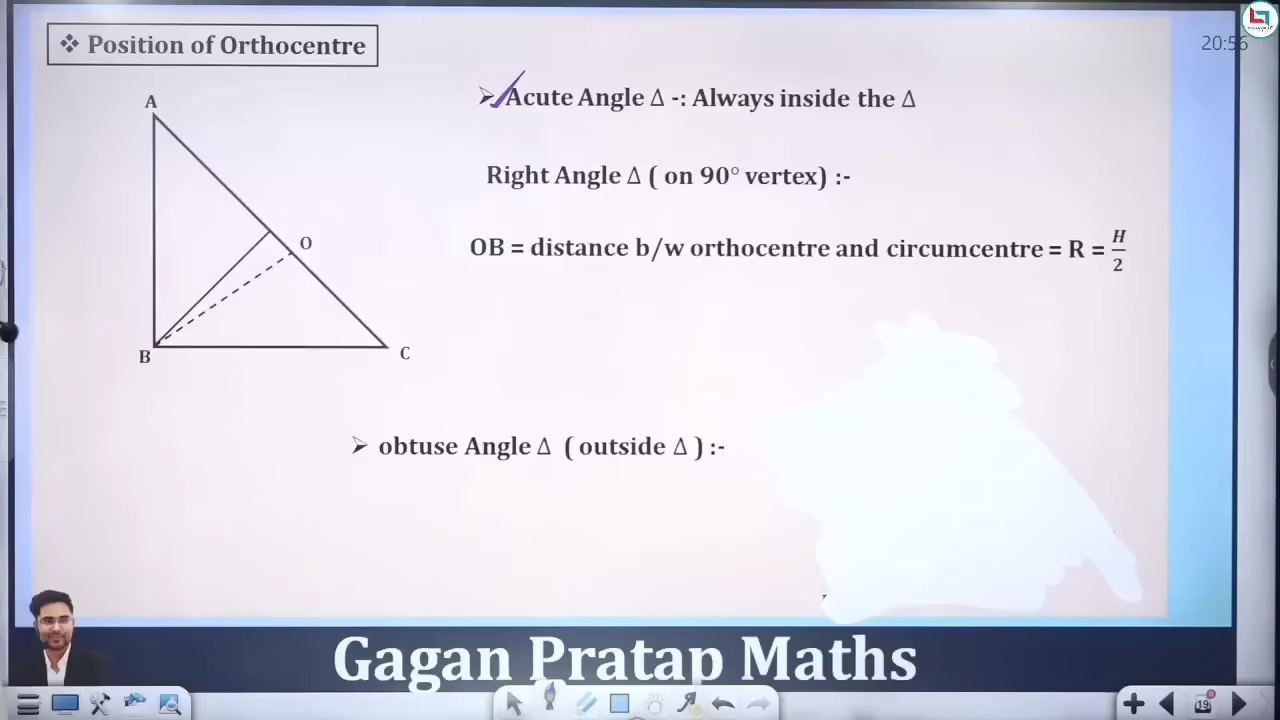 ❖ Position of Orthocentre
20:56
A
➢ Acute Angle Δ -: Always inside the Δ
Right Angle Δ ( on 90° vertex) :-
O
OB = distance b/w orthocentre and circumcentre = R = H/2
B
C
➢ obtuse Angle Δ ( outside Δ ) :-
Gagan Pratap Maths
19